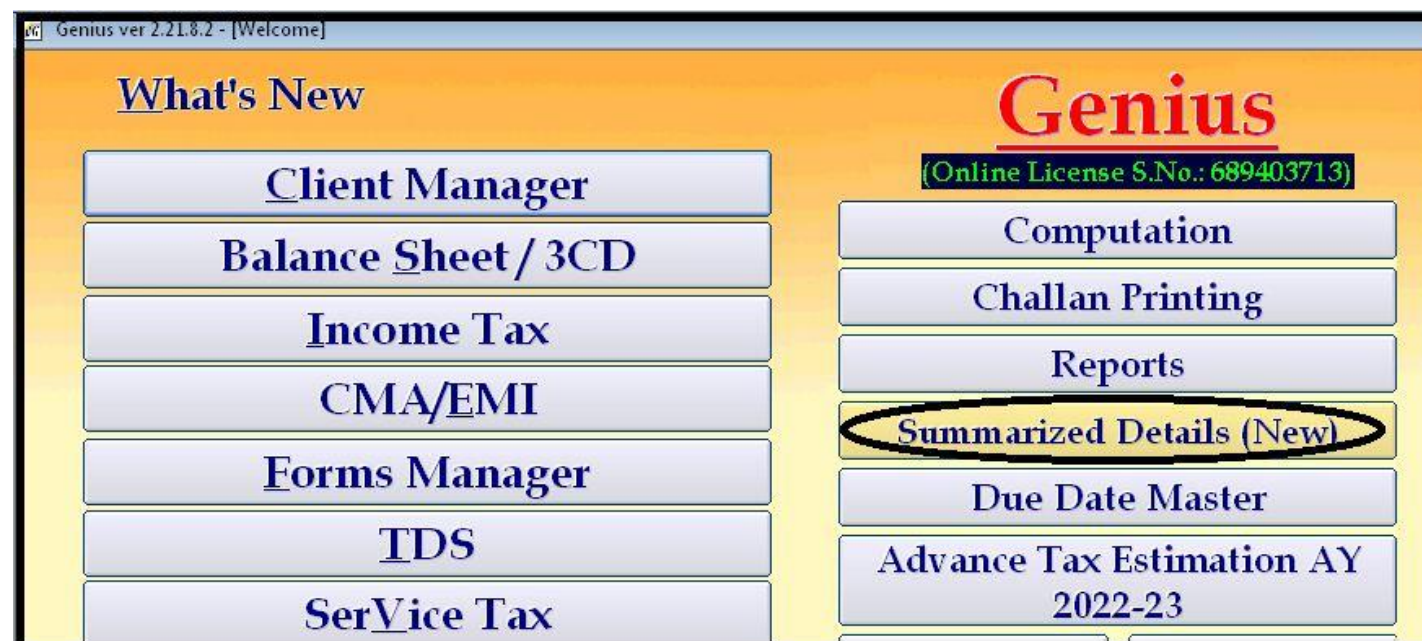 Genius ver 2.21.8.2 - [Welcome]
What's New
Client Manager
Balance Sheet / 3CD
Income Tax
CMA/EMI
Forms Manager
TDS
SerVice Tax
Genius
(Online License S.No.: 689403713)
Computation
Challan Printing
Reports
Summarized Details (New)
Due Date Master
Advance Tax Estimation AY
2022-23